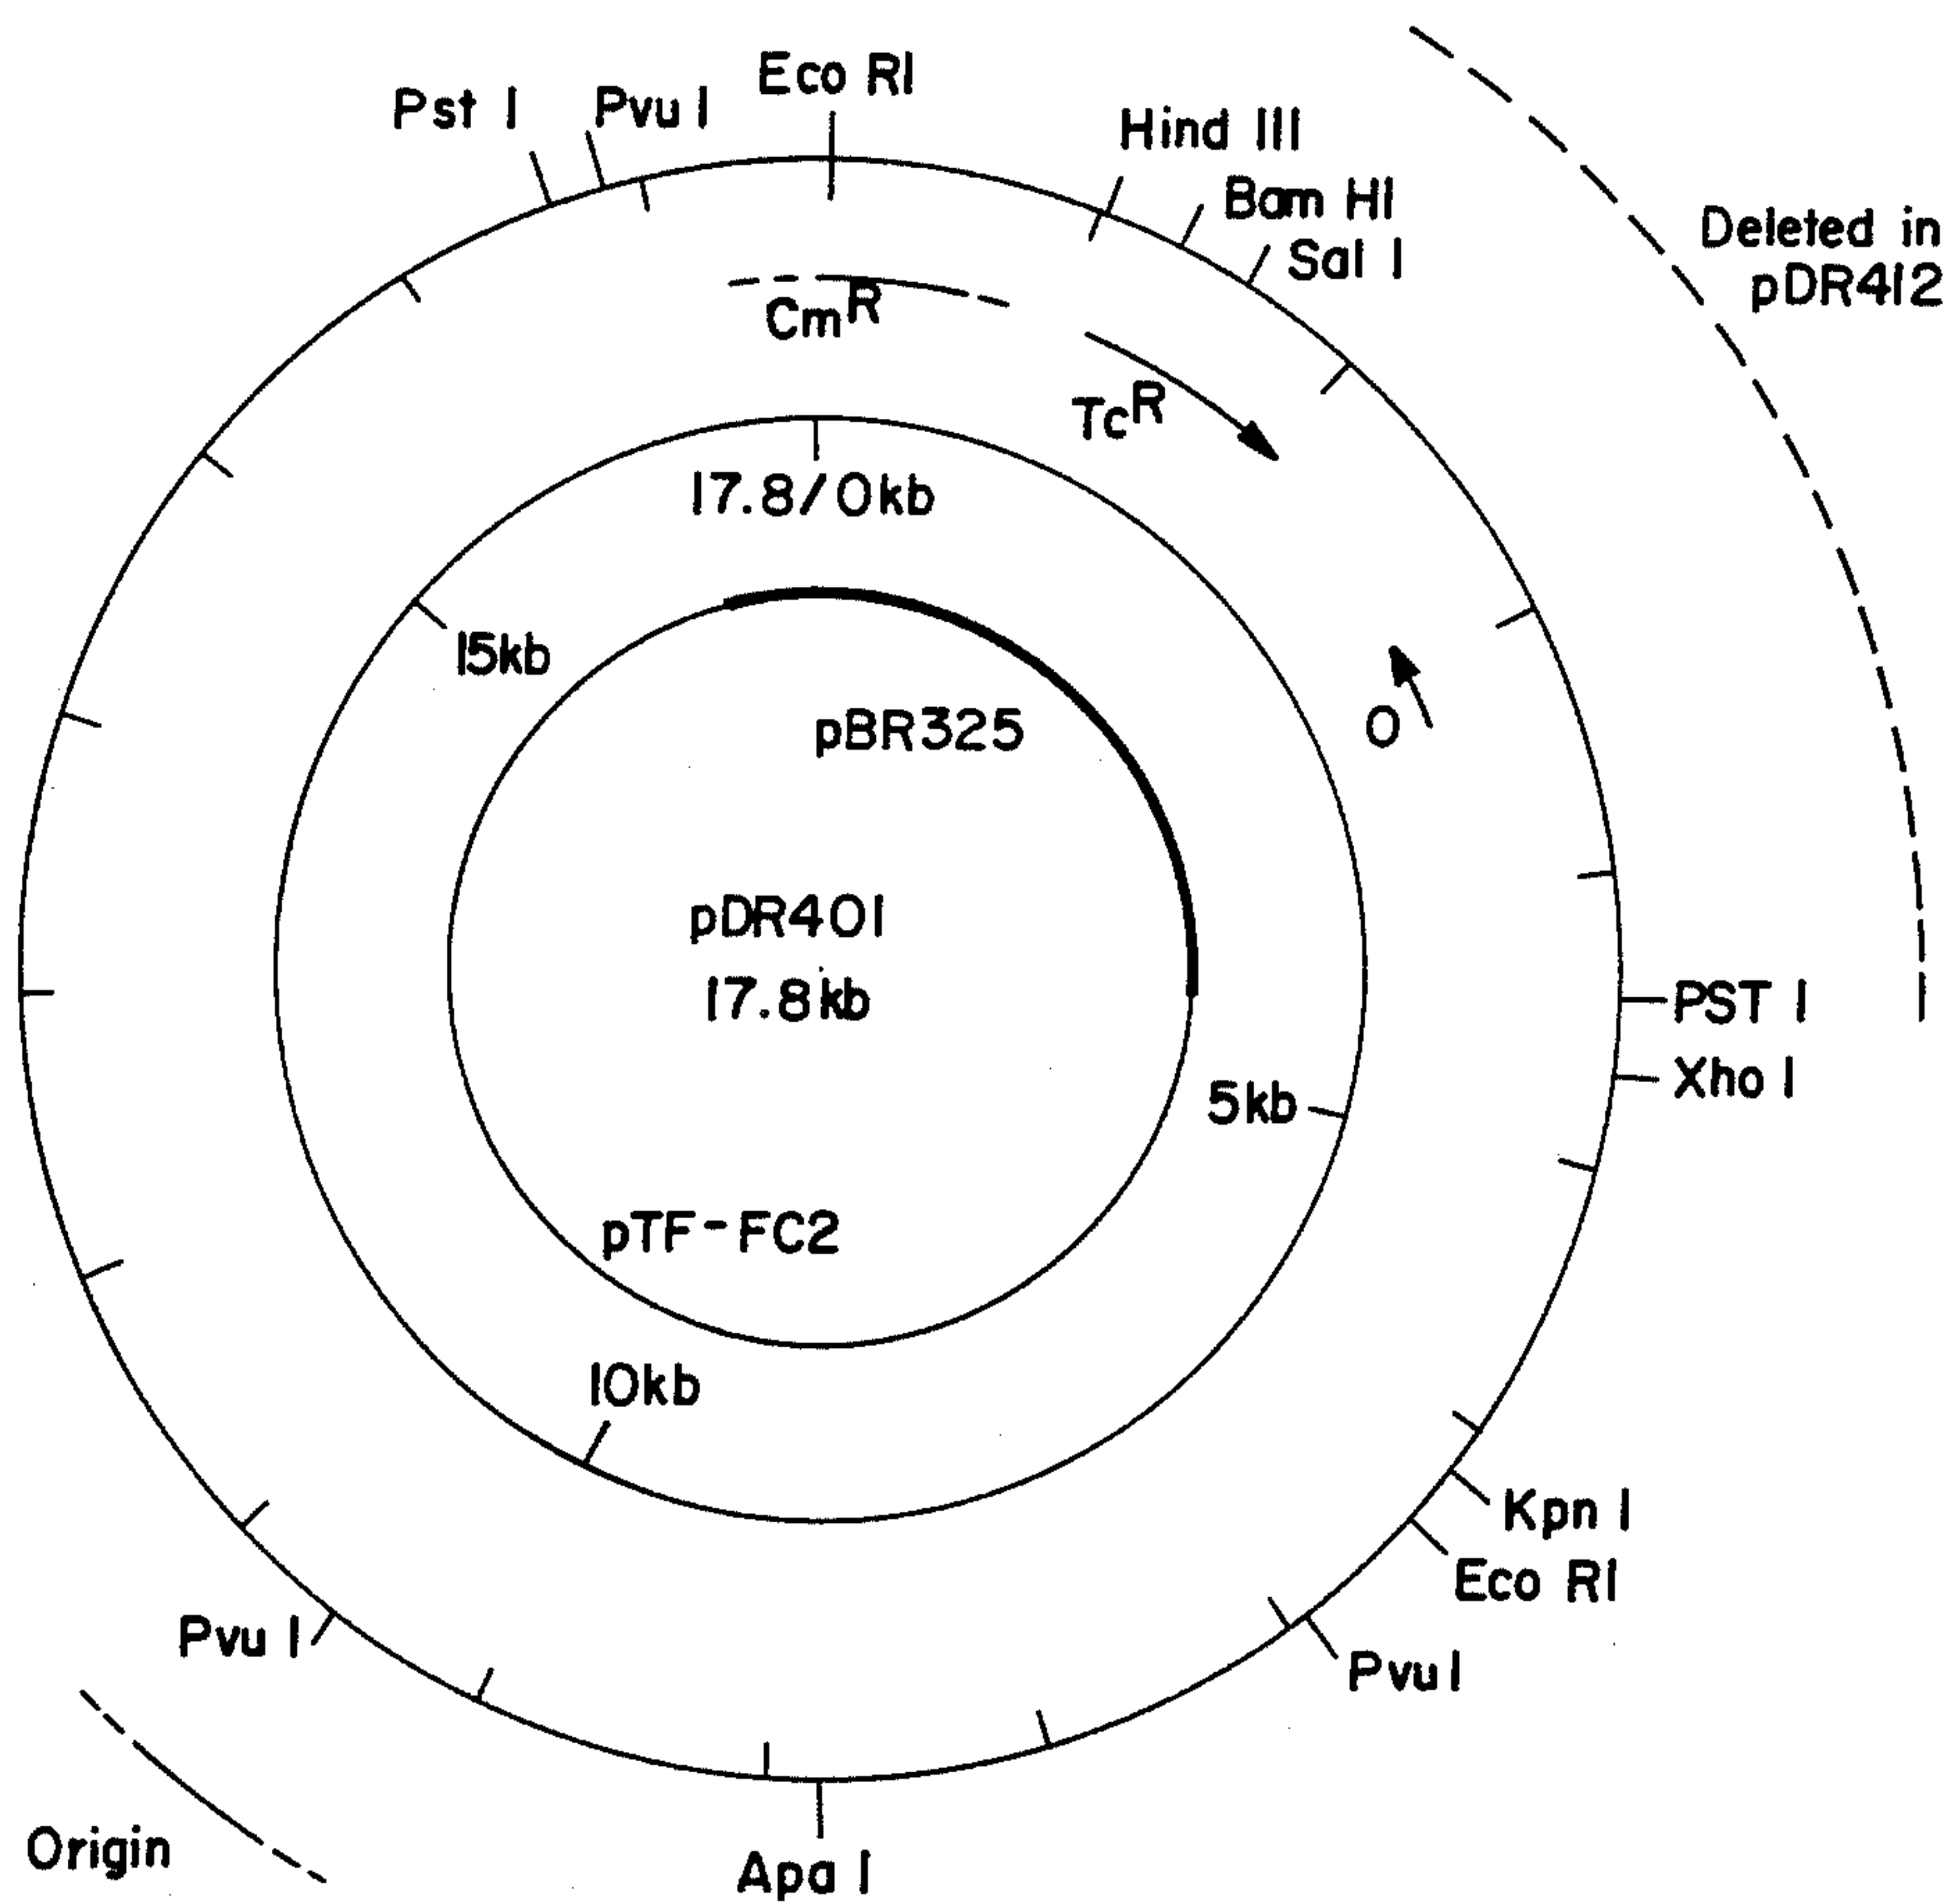 Eco RI
Pst I
Pvu I
Hind III
Bam HI
Sal I
Deleted in
pDR412
CmR
TcR
17.8/0kb
15kb
pBR325
O
pDR401
17.8kb
PST I
Xho I
5kb
pTF-FC2
10kb
Kpn I
Eco RI
Pvu I
Pvu I
Origin
Apa I